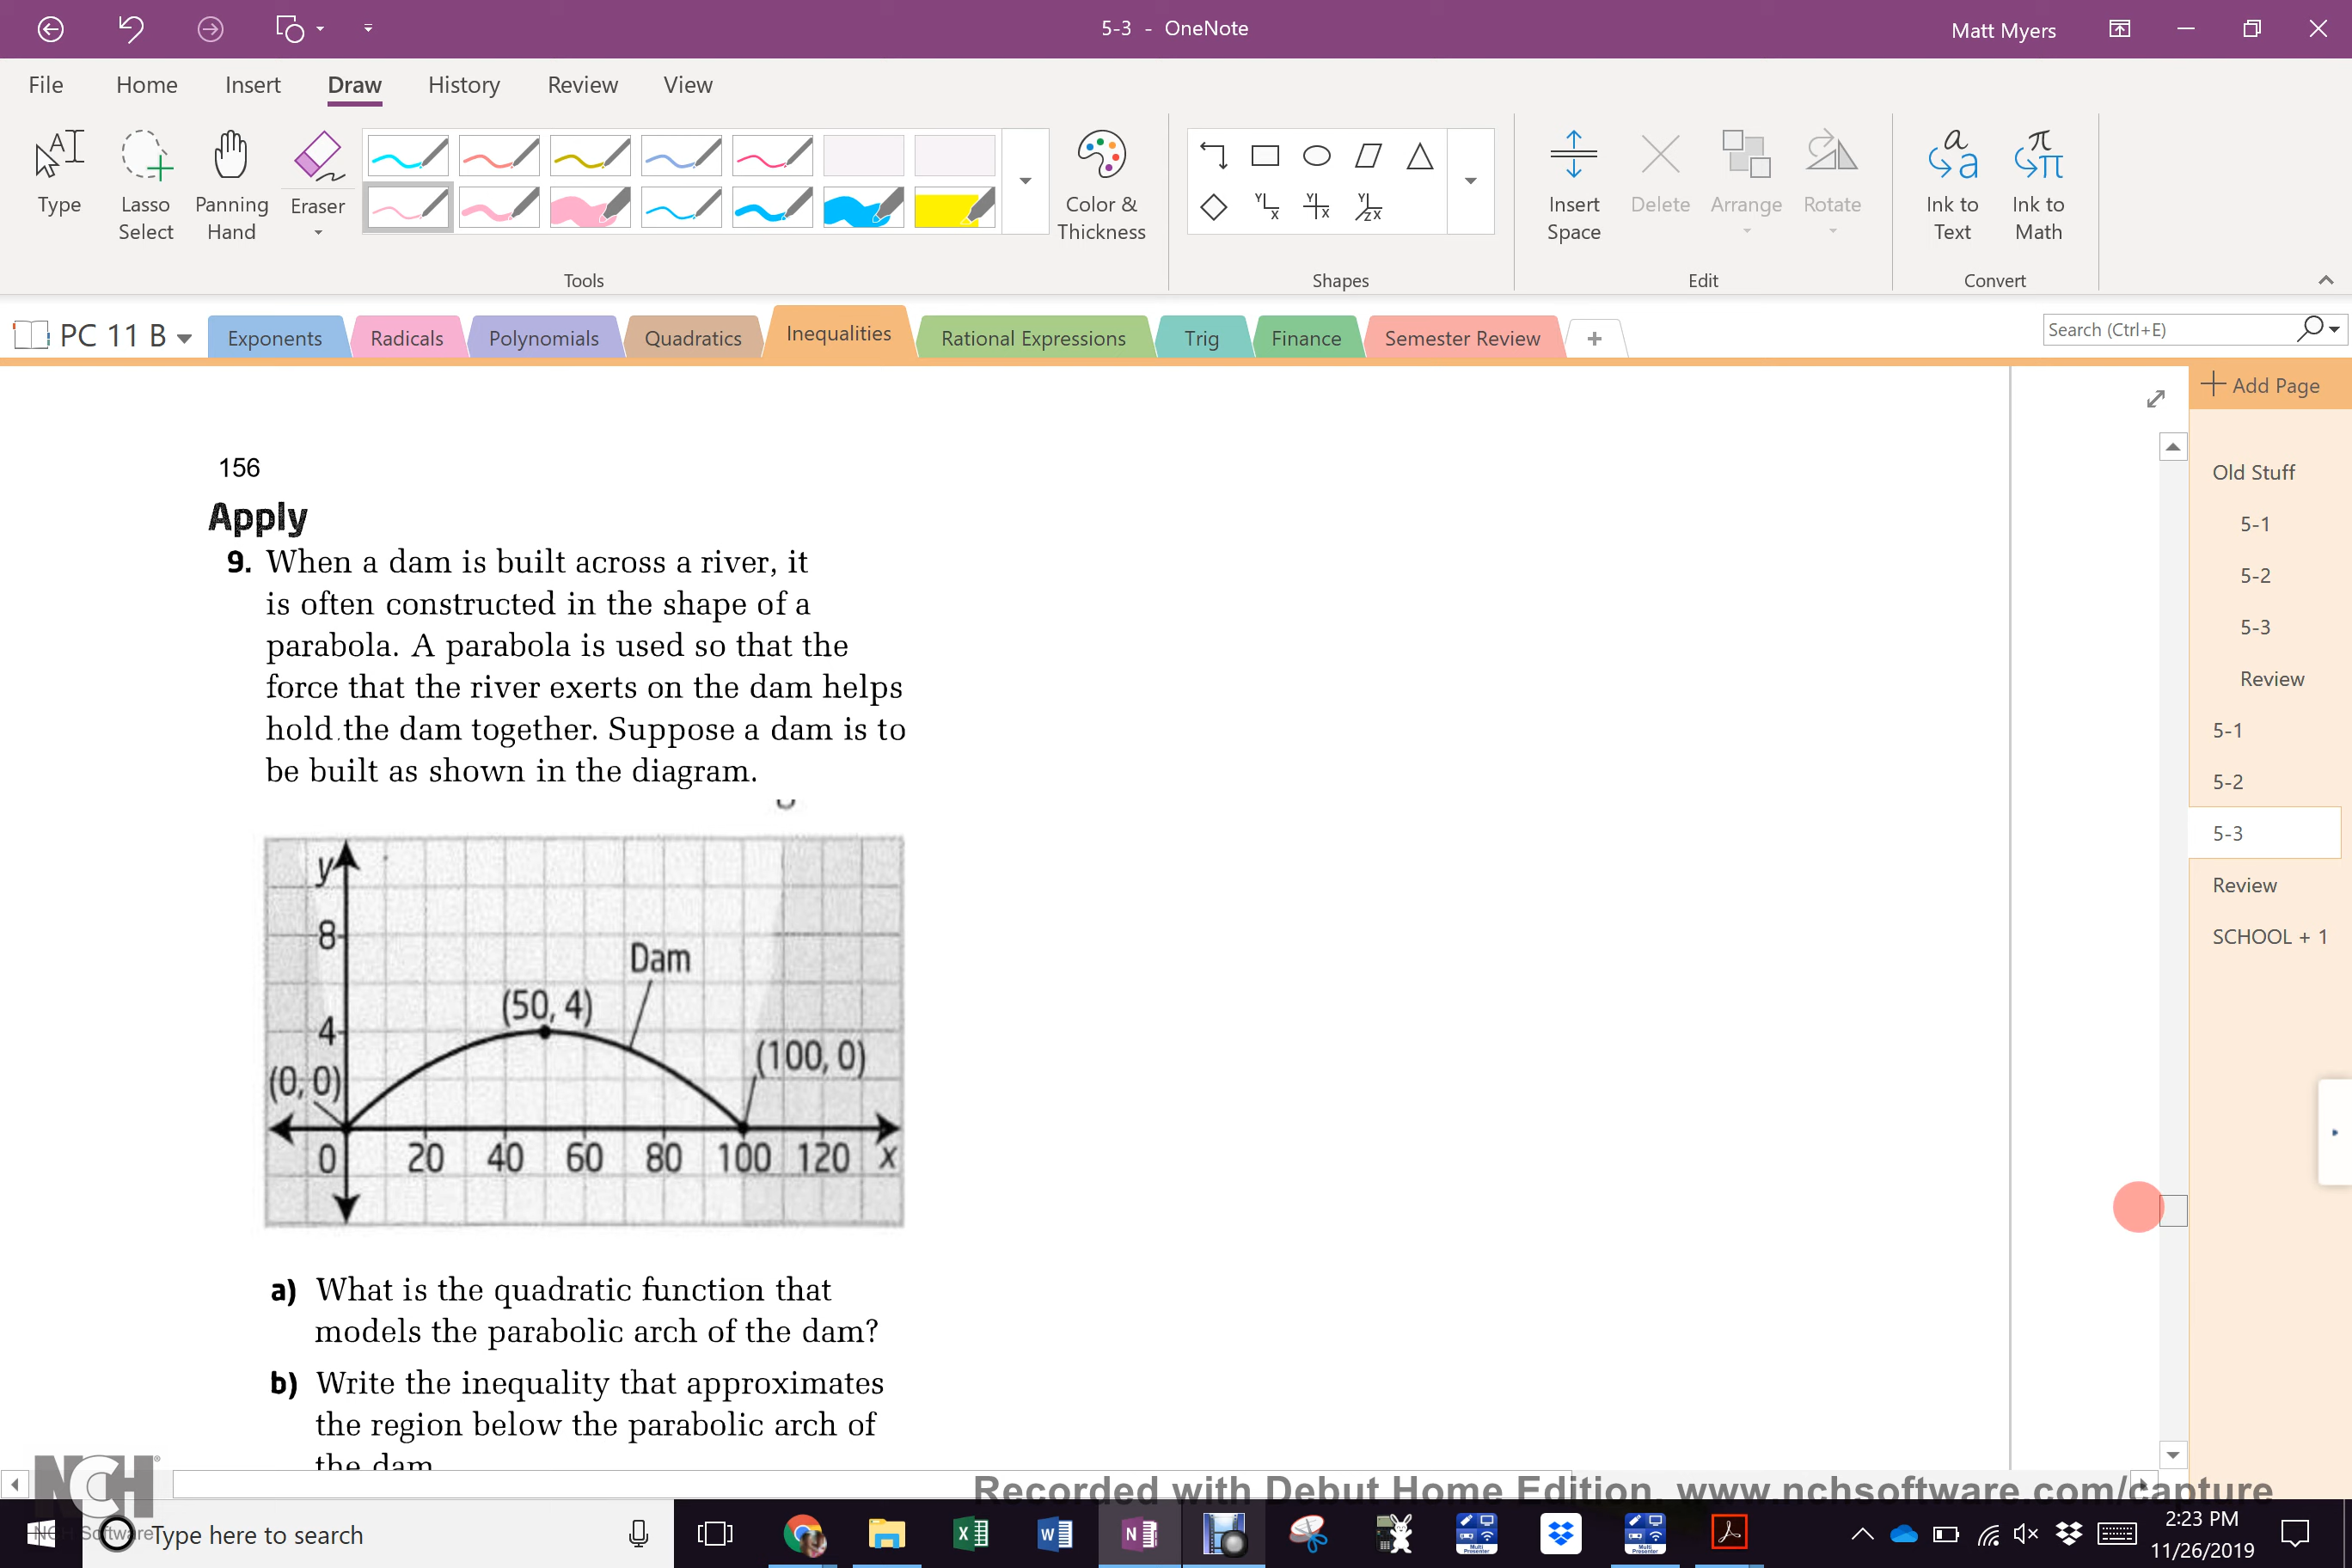 5-3 - OneNote
Matt Myers
File Home Insert Draw History Review View
Type
Lasso Select
Panning Hand
Eraser
Color & Thickness
Insert Space
Delete
Arrange
Rotate
Ink to Text
Ink to Math
Tools
Shapes
Edit
Convert
PC 11 B
Exponents
Radicals
Polynomials
Quadratics
Inequalities
Rational Expressions
Trig
Finance
Semester Review
Search (Ctrl+E)
Add Page
Old Stuff
5-1
5-2
5-3
Review
5-1
5-2
5-3
Review
SCHOOL + 1
156
Apply
9. When a dam is built across a river, it
is often constructed in the shape of a
parabola. A parabola is used so that the
force that the river exerts on the dam helps
hold the dam together. Suppose a dam is to
be built as shown in the diagram.
y
8
Dam
(50, 4)
4
(100, 0)
(0, 0)
0 20 40 60 80 100 120 x
a) What is the quadratic function that
models the parabolic arch of the dam?
b) Write the inequality that approximates
the region below the parabolic arch of
the dam
NCH
NCH Software
Recorded with Debut Home Edition. www.nchsoftware.com/capture
Type here to search
2:23 PM
11/26/2019